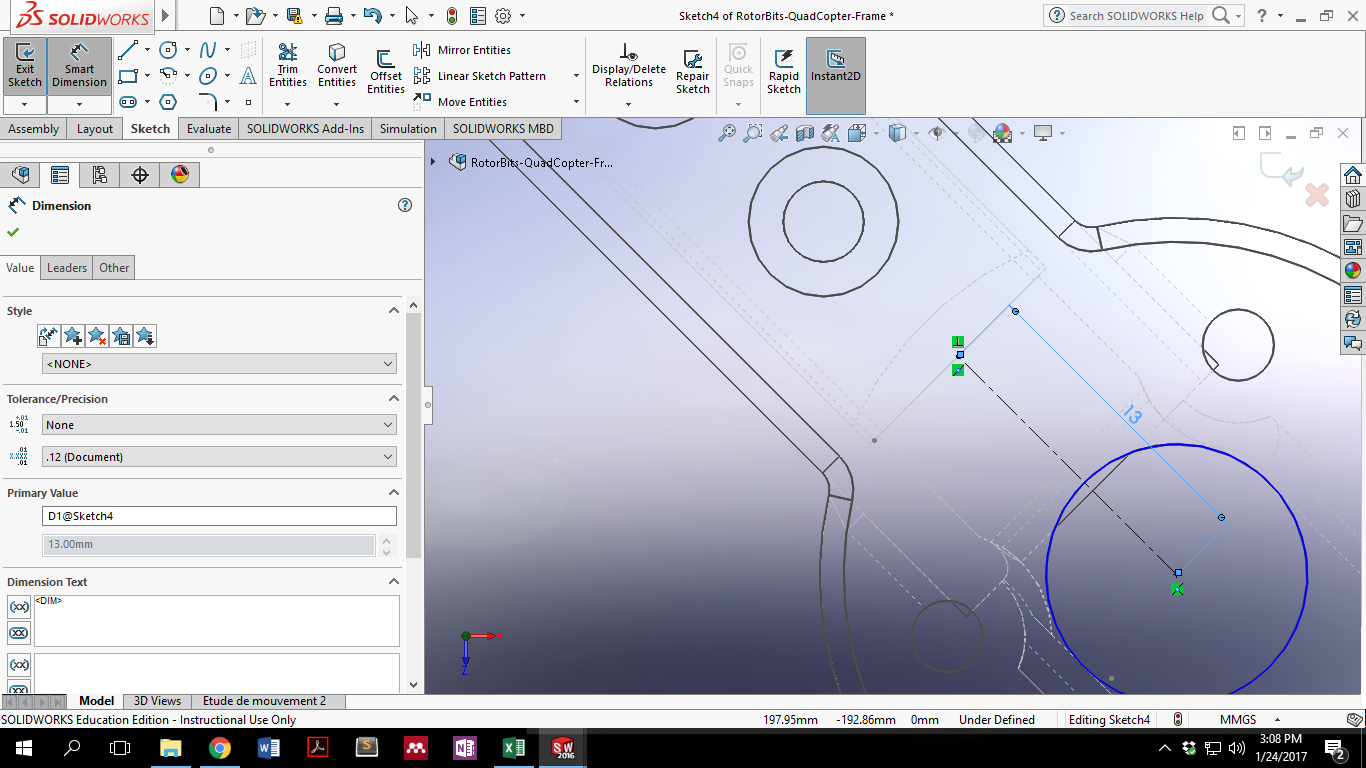 SOLIDWORKS
Sketch4 of RotorBits-QuadCopter-Frame *
Search SOLIDWORKS Help
Exit Sketch
Smart Dimension
Trim Entities
Convert Entities
Offset Entities
Mirror Entities
Linear Sketch Pattern
Move Entities
Display/Delete Relations
Repair Sketch
Quick Snaps
Rapid Sketch
Instant2D
Assembly Layout Sketch Evaluate SOLIDWORKS Add-Ins Simulation SOLIDWORKS MBD
RotorBits-QuadCopter-Fr...
Dimension
Value Leaders Other
Style
<NONE>
Tolerance/Precision
None
.12 (Document)
Primary Value
D1@Sketch4
13.00mm
Dimension Text
<DIM>
13
x
Z
Model 3D Views Etude de mouvement 2
SOLIDWORKS Education Edition - Instructional Use Only
197.95mm -192.86mm 0mm Under Defined Editing Sketch4 MMGS
3:08 PM
1/24/2017
2